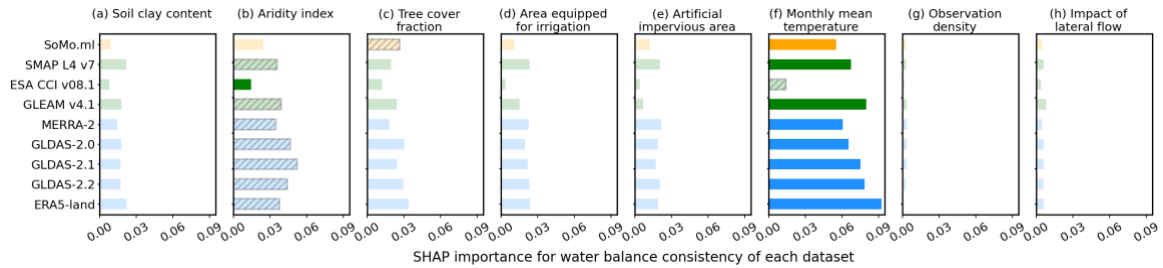 (a) Soil clay content
(b) Aridity index
(c) Tree cover
fraction
(d) Area equipped
for irrigation
(e) Artificial
impervious area
(f) Monthly mean
temperature
(g) Observation
density
(h) Impact of
lateral flow
SoMo.ml
SMAP L4 v7
ESA CCI v08.1
GLEAM v4.1
MERRA-2
GLDAS-2.0
GLDAS-2.1
GLDAS-2.2
ERA5-land
0.00 0.03 0.06 0.09 0.00 0.03 0.06 0.09 0.00 0.03 0.06 0.09 0.00 0.03 0.06 0.09 0.00 0.03 0.06 0.09 0.00 0.03 0.06 0.09 0.00 0.03 0.06 0.09 0.00 0.03 0.06 0.09
SHAP importance for water balance consistency of each dataset